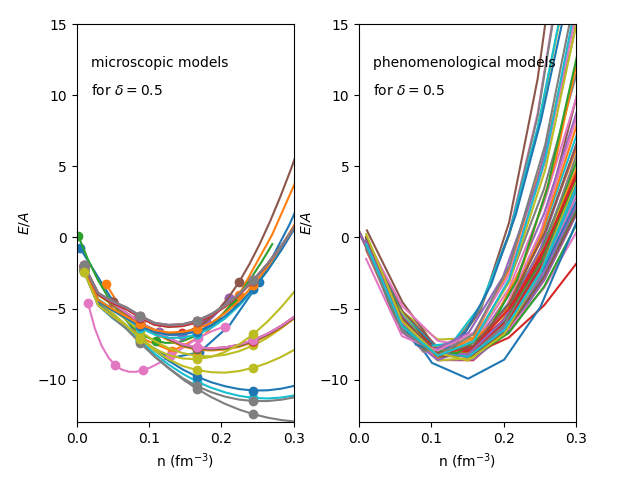 microscopic models
for δ = 0.5
E/A
15
10
5
0
−5
−10
0.0 0.1 0.2 0.3
n (fm⁻³)
phenomenological models
for δ = 0.5
E/A
15
10
5
0
−5
−10
0.0 0.1 0.2 0.3
n (fm⁻³)